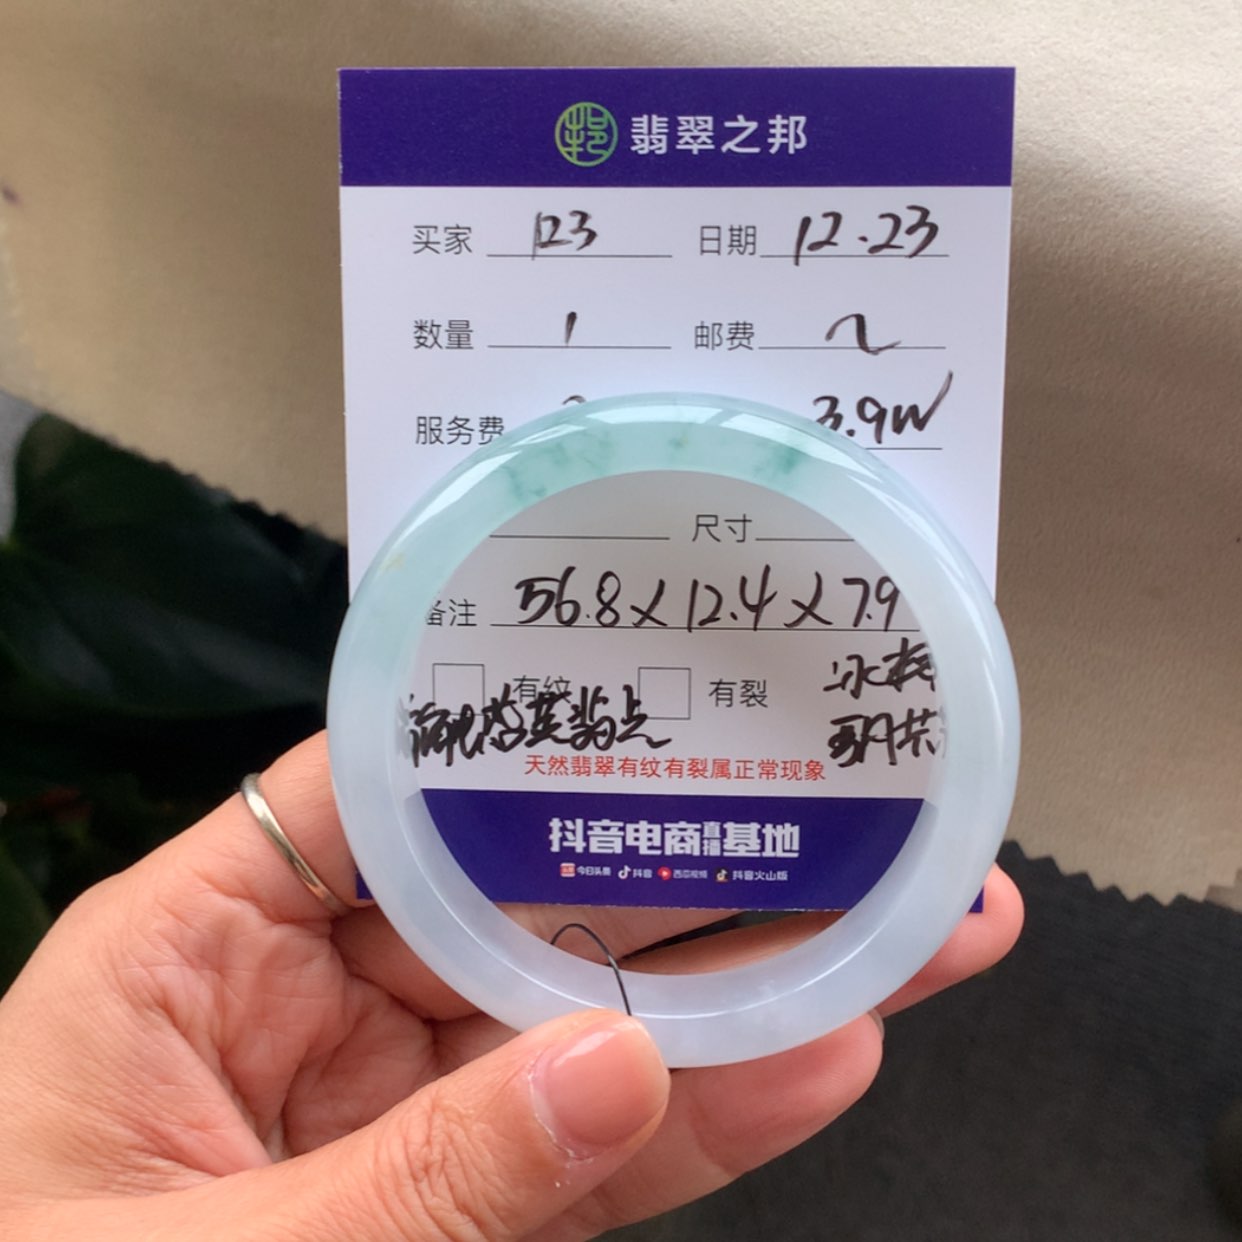 翡翠之邦
买家 123 日期 12.23
数量 1 邮费 2
服务费 3.9W
尺寸
备注 56.8×12.4×7.9
有纹 有裂 冰
天然翡翠有纹有裂属正常现象
抖音电商直播基地
今日头条 抖音 西瓜视频 抖音火山版